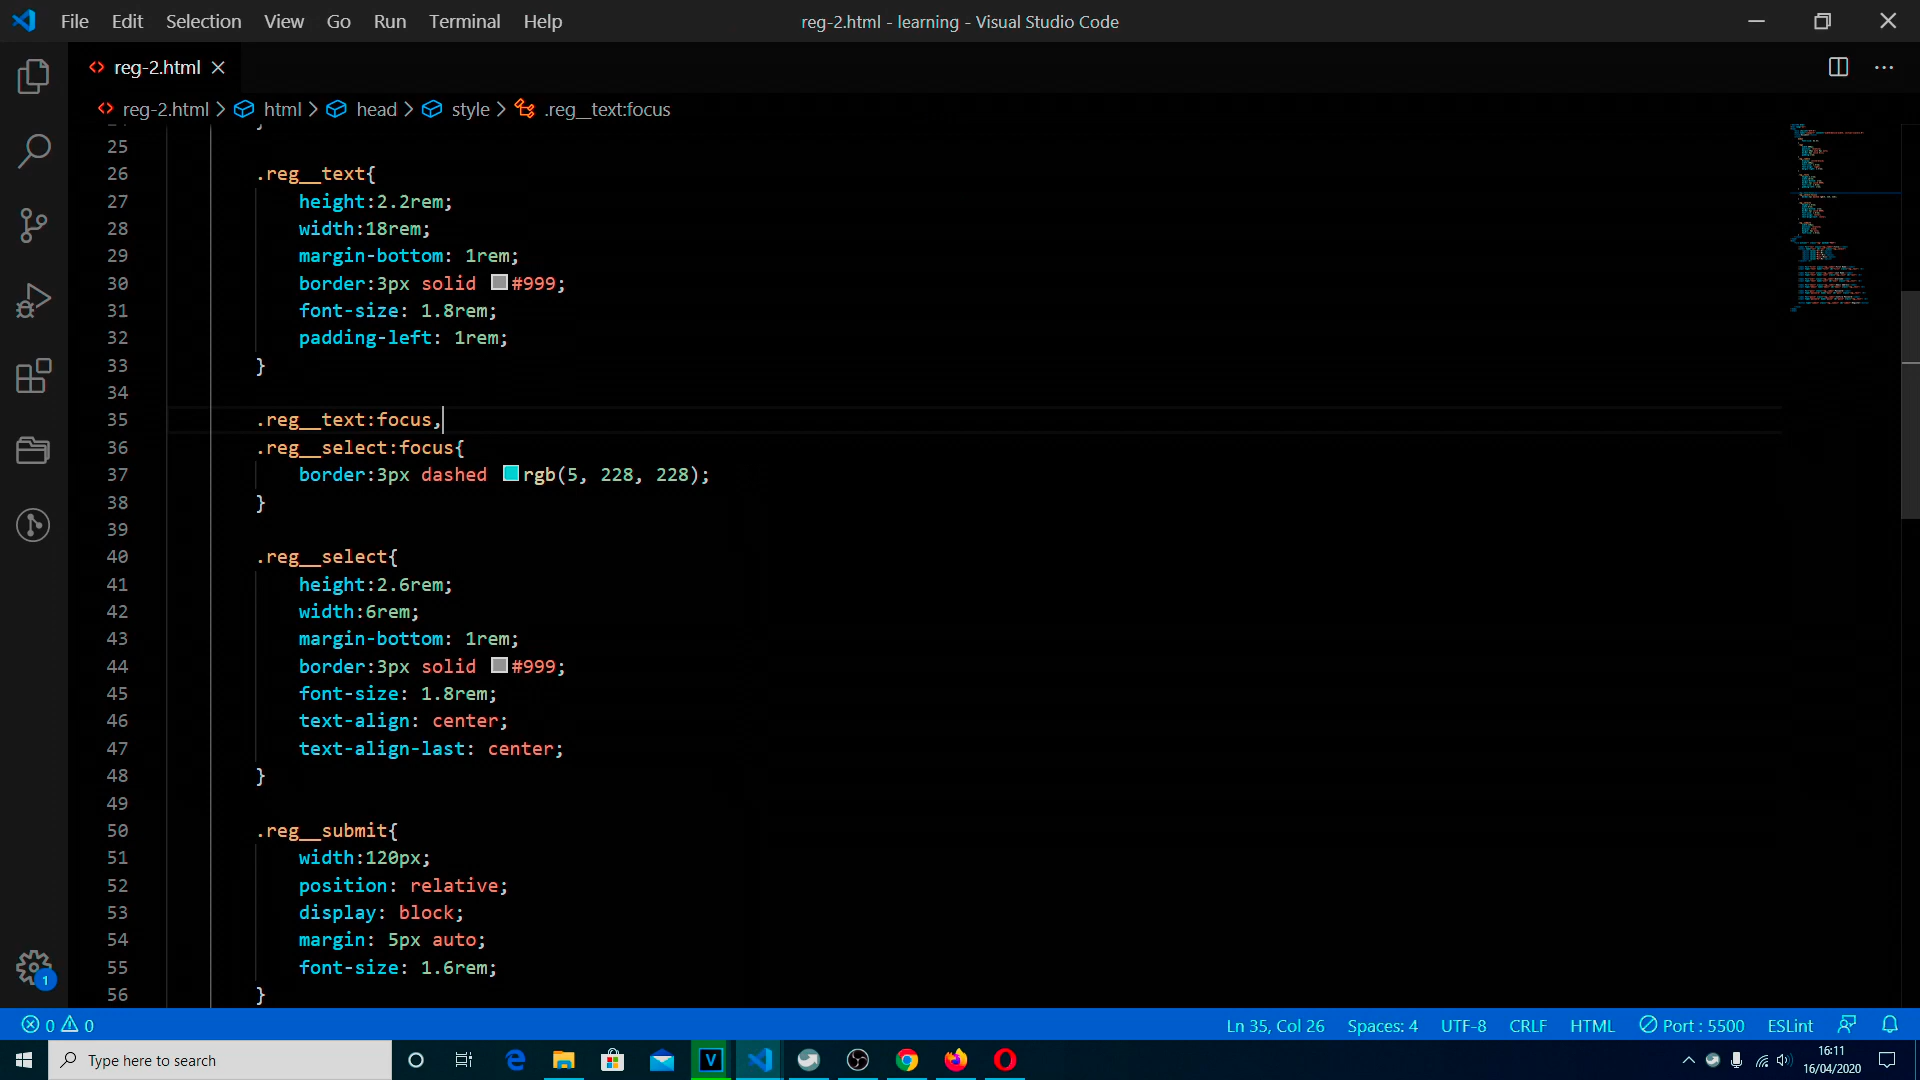 File Edit Selection View Go Run Terminal Help
reg-2.html - learning - Visual Studio Code
reg-2.html
reg-2.html > html > head > style > .reg__text:focus
25
26 .reg__text{
27 height:2.2rem;
28 width:18rem;
29 margin-bottom: 1rem;
30 border:3px solid #999;
31 font-size: 1.8rem;
32 padding-left: 1rem;
33 }
34
35 .reg__text:focus,
36 .reg__select:focus{
37 border:3px dashed rgb(5, 228, 228);
38 }
39
40 .reg__select{
41 height:2.6rem;
42 width:6rem;
43 margin-bottom: 1rem;
44 border:3px solid #999;
45 font-size: 1.8rem;
46 text-align: center;
47 text-align-last: center;
48 }
49
50 .reg__submit{
51 width:120px;
52 position: relative;
53 display: block;
54 margin: 5px auto;
55 font-size: 1.6rem;
56 }
1
0 0 Ln 35, Col 26 Spaces: 4 UTF-8 CRLF HTML Port : 5500 ESLint
Type here to search
16:11
16/04/2020